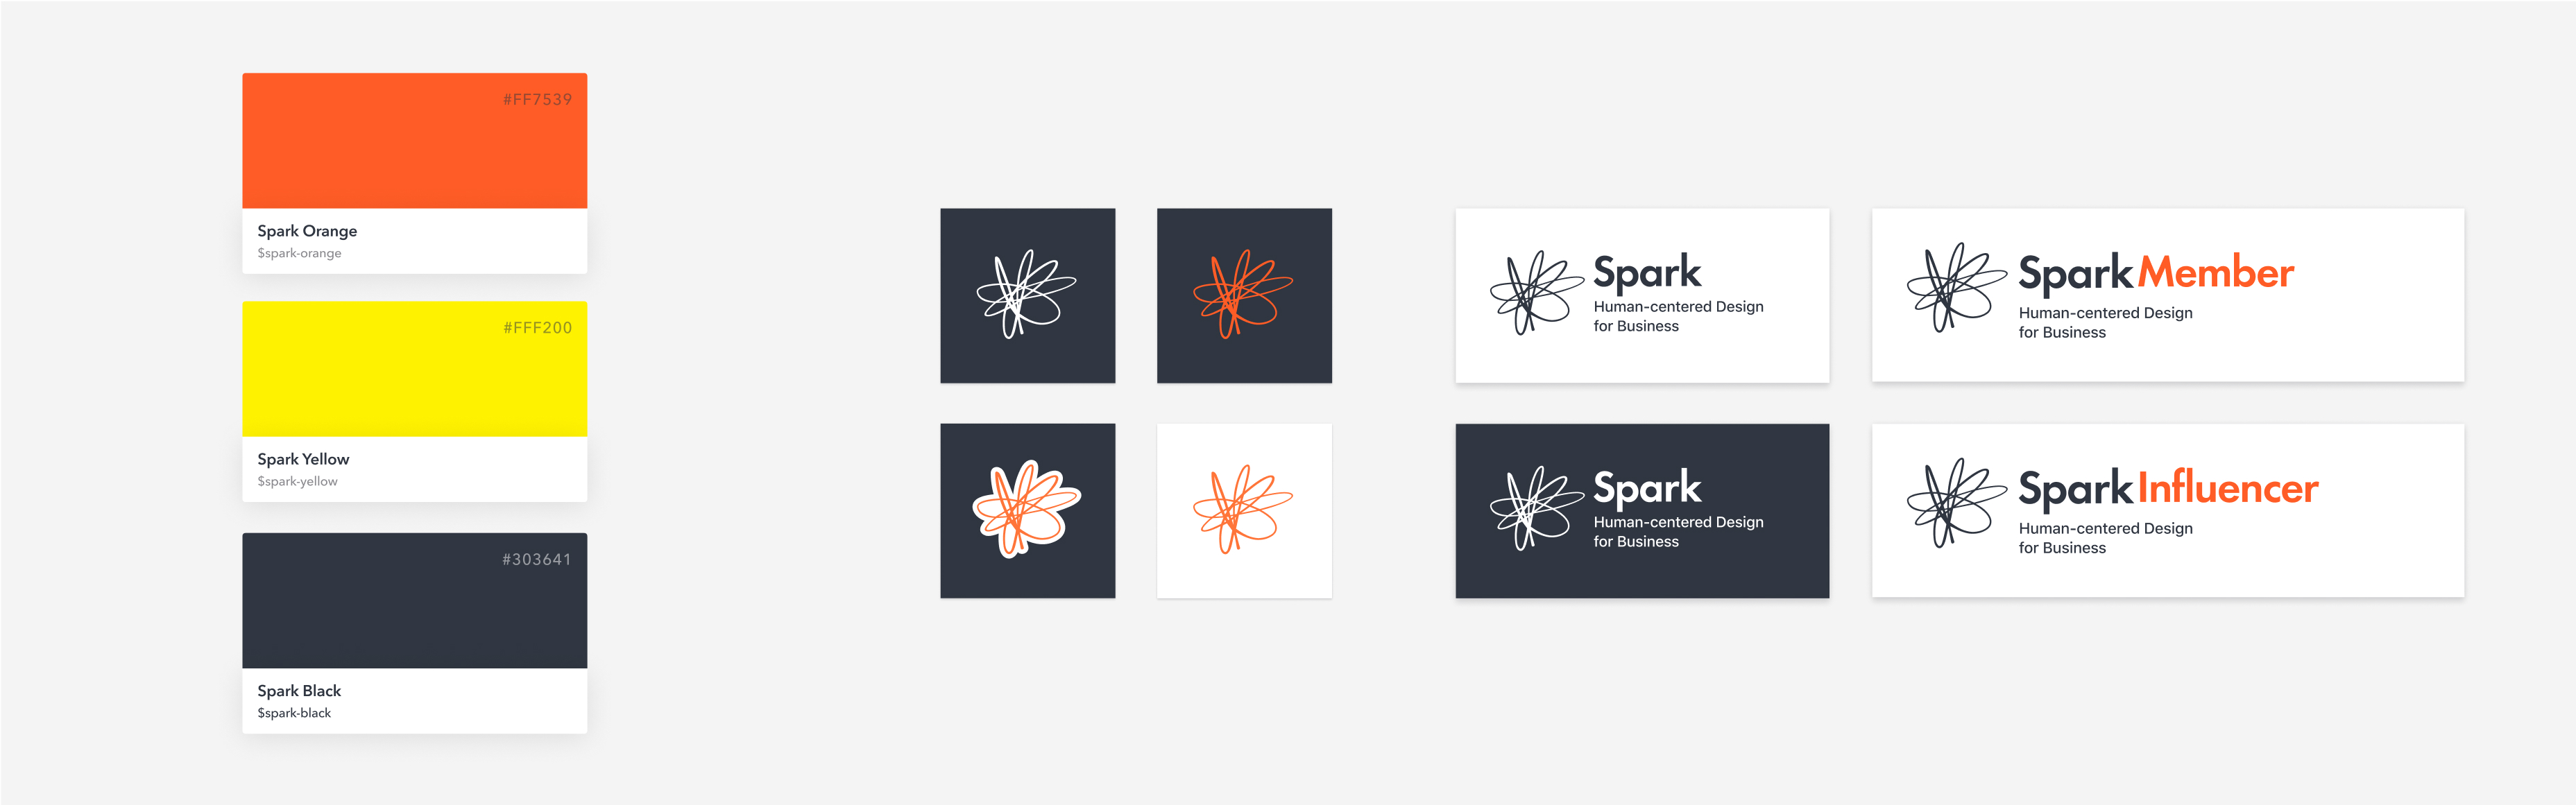 #FF7539
Spark Orange
$spark-orange
#FFF200
Spark Yellow
$spark-yellow
#303641
Spark Black
$spark-black
Spark
Human-centered Design
for Business
Spark Member
Human-centered Design
for Business
Spark
Human-centered Design
for Business
Spark Influencer
Human-centered Design
for Business